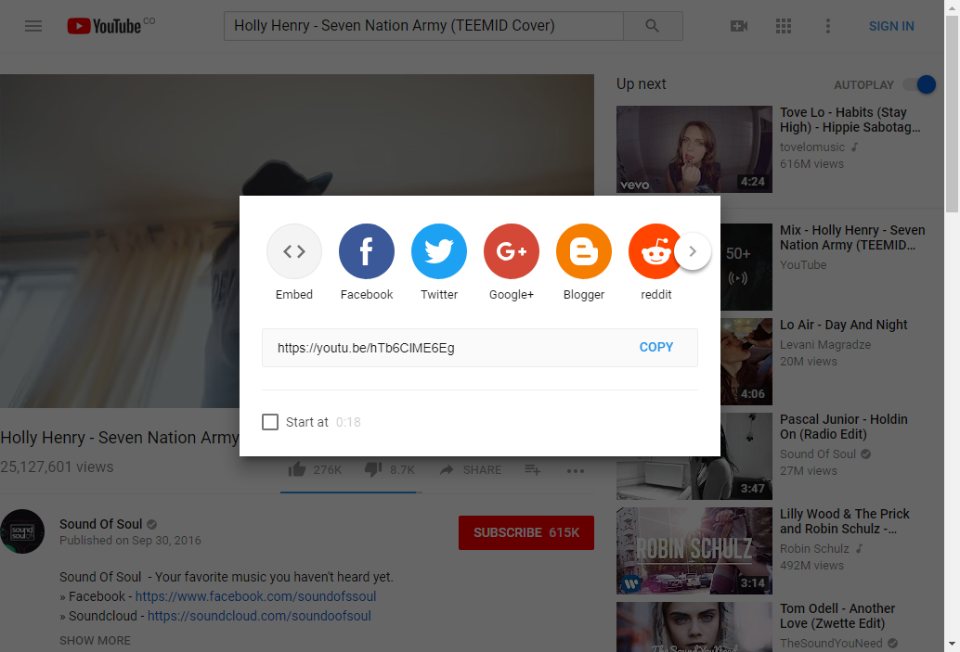 YouTube CO
Holly Henry - Seven Nation Army (TEEMID Cover)
SIGN IN
Up next
AUTOPLAY
vevo
4:24
Tove Lo - Habits (Stay
High) - Hippie Sabotag...
tovelomusic
616M views
50+
Mix - Holly Henry - Seven
Nation Army (TEEMID...
YouTube
4:06
Lo Air - Day And Night
Levani Magradze
20M views
3:47
Pascal Junior - Holdin
On (Radio Edit)
Sound Of Soul
27M views
ROBIN SCHULZ
3:14
Lilly Wood & The Prick
and Robin Schulz -...
Robin Schulz
492M views
TheSoundYouNeed
Tom Odell - Another
Love (Zwette Edit)
TheSoundYouNeed
Embed
Facebook
Twitter
Google+
Blogger
reddit
https://youtu.be/hTb6ClME6Eg
COPY
Start at 0:18
Holly Henry - Seven Nation Army
25,127,601 views
276K
8.7K
SHARE
sound
of soul
Sound Of Soul
Published on Sep 30, 2016
SUBSCRIBE 615K
Sound Of Soul - Your favorite music you haven't heard yet.
» Facebook - https://www.facebook.com/soundofssoul
» Soundcloud - https://soundcloud.com/soundoofsoul
SHOW MORE